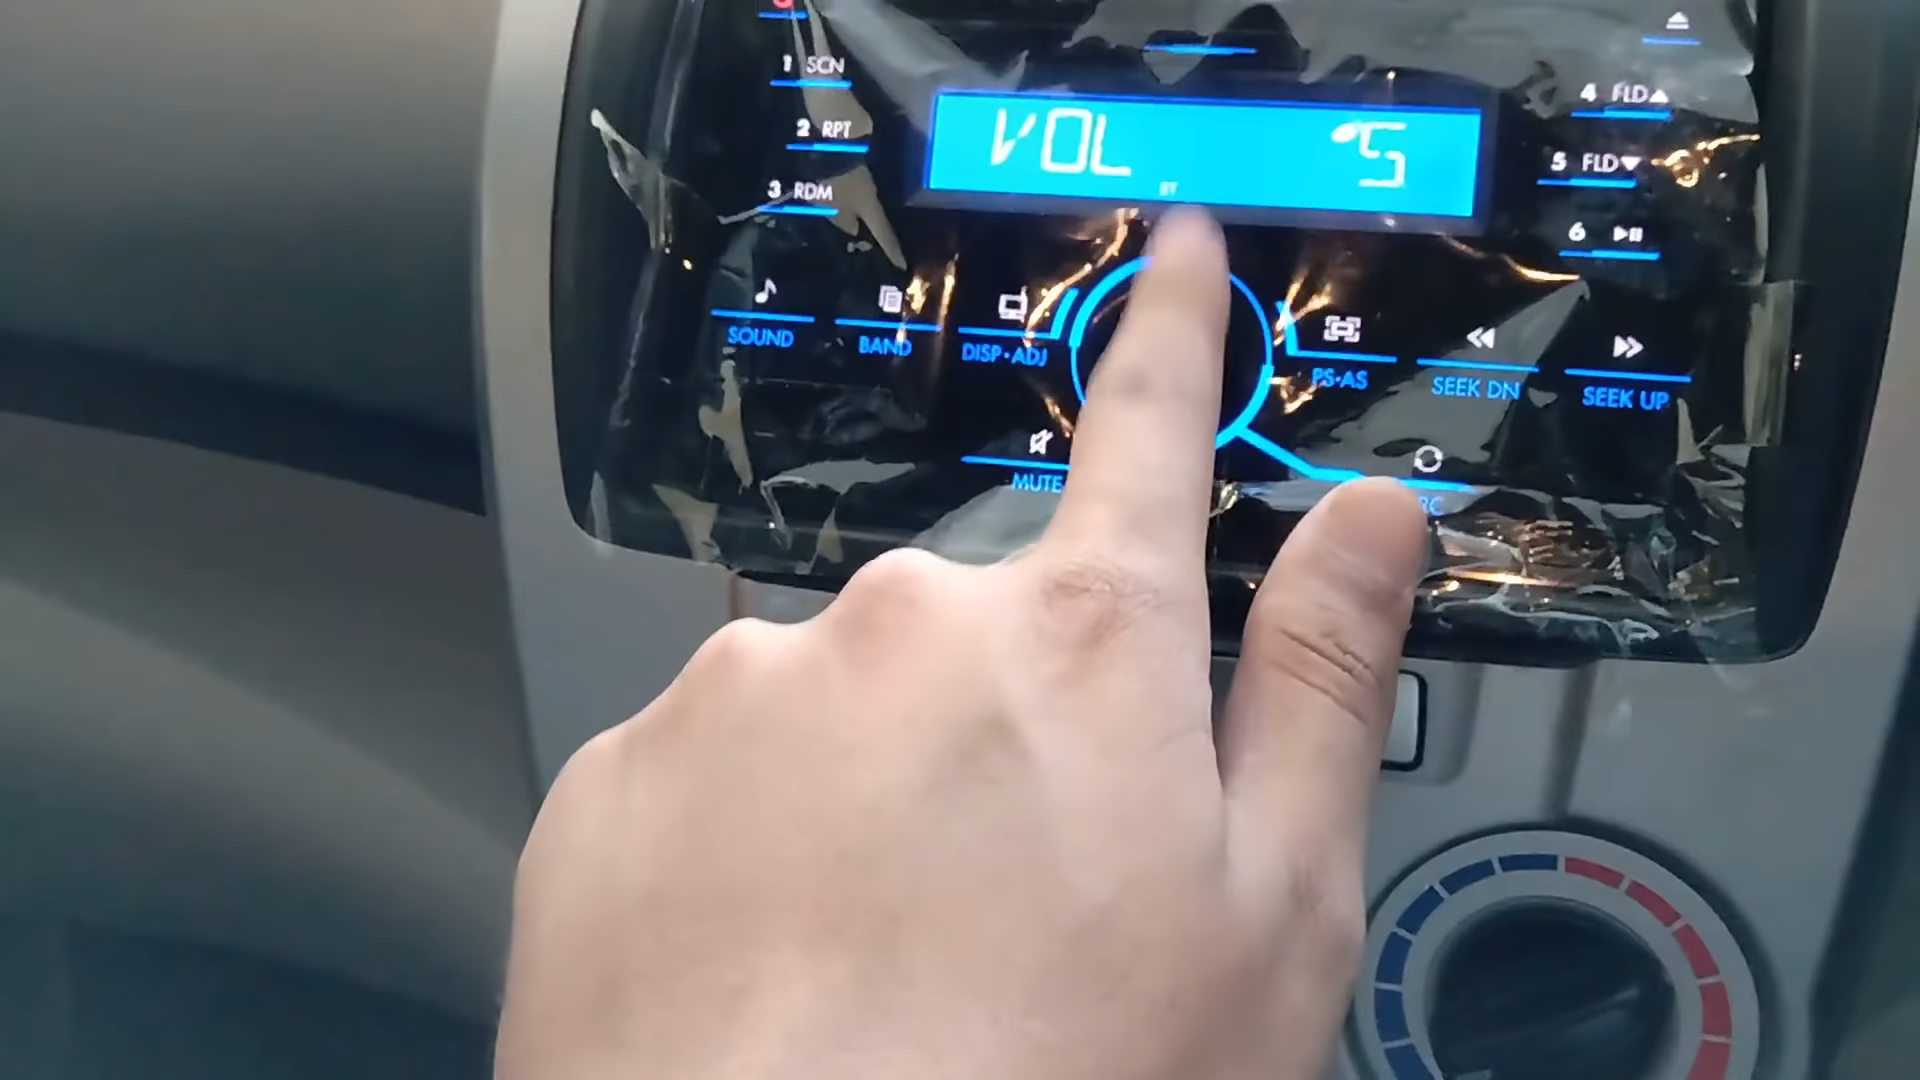 1 SCN
2 RPT
3 RDM
VOL 5
BT
4 FLD▲
5 FLD▼
6 ▶II
SOUND
BAND
DISP·ADJ
PS·AS
SEEK DN
SEEK UP
MUTE